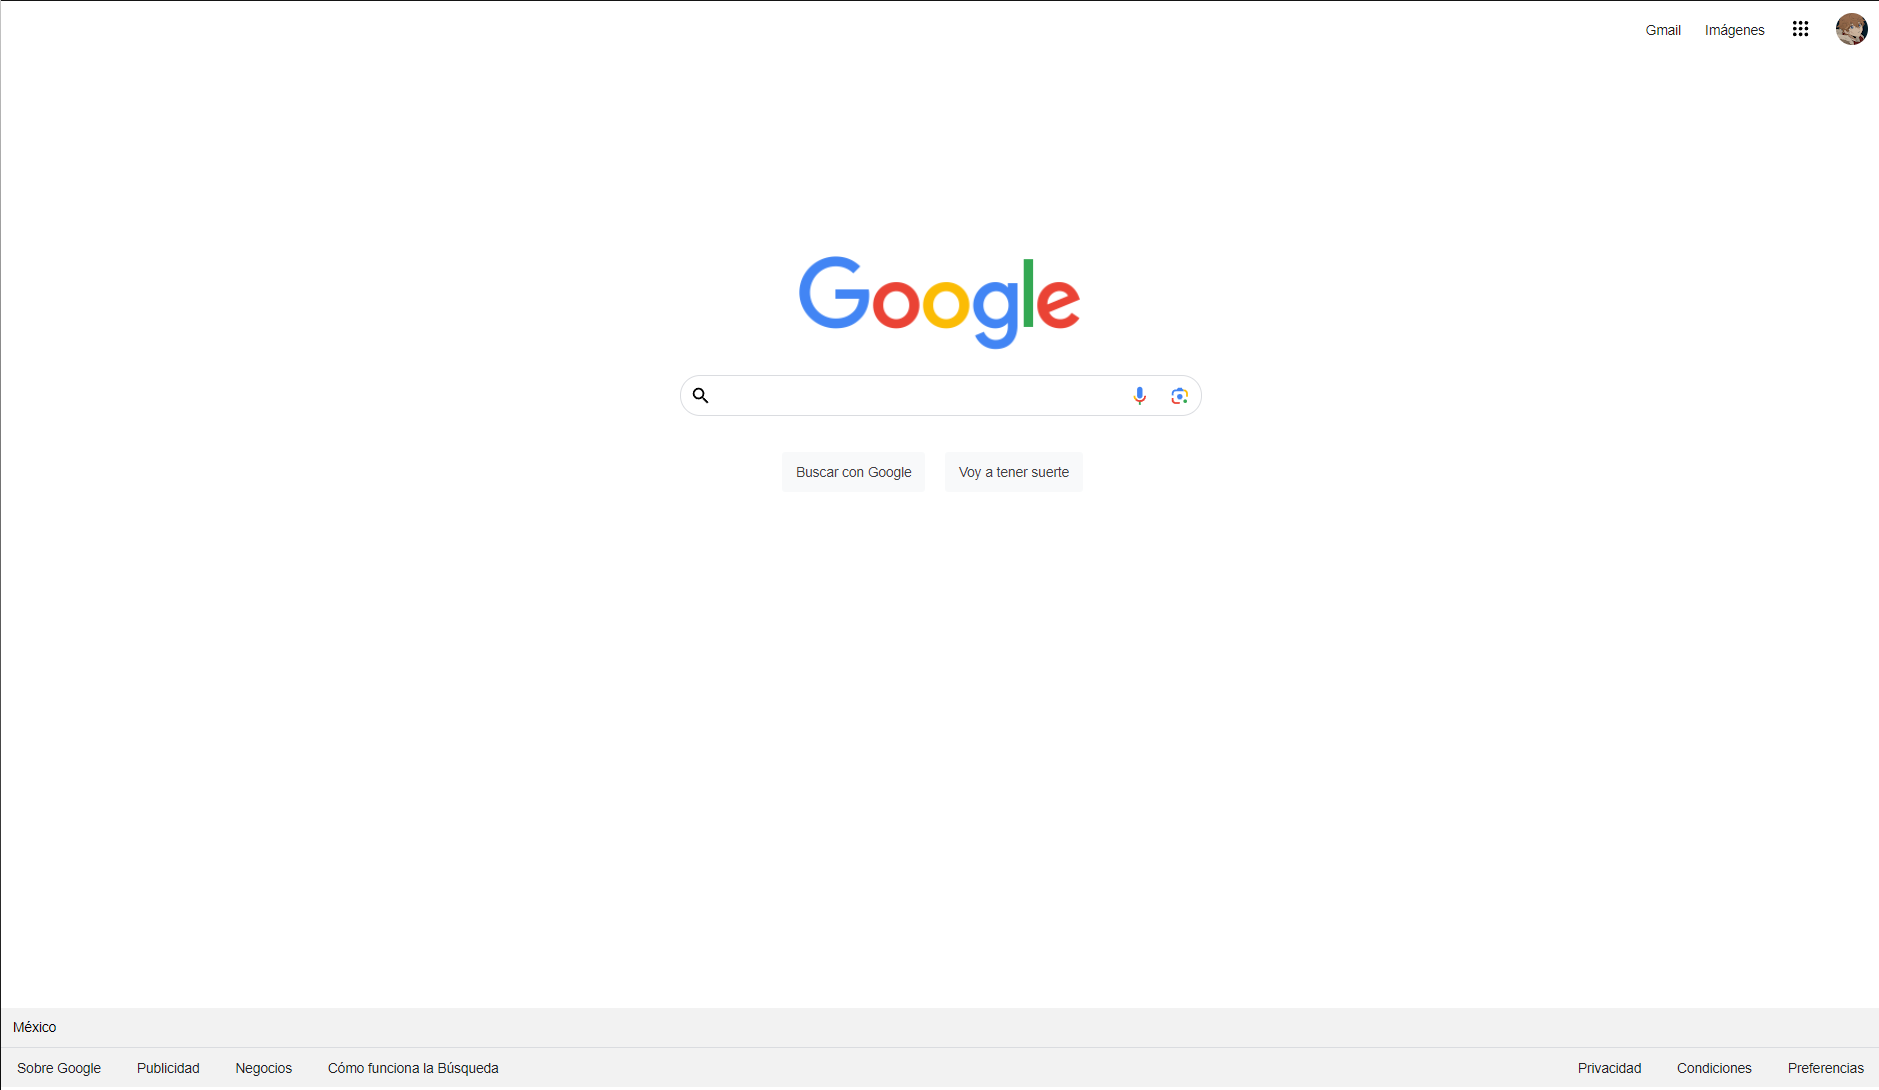 Gmail Imágenes
Google
Buscar con Google Voy a tener suerte
México
Sobre Google Publicidad Negocios Cómo funciona la Búsqueda Privacidad Condiciones Preferencias